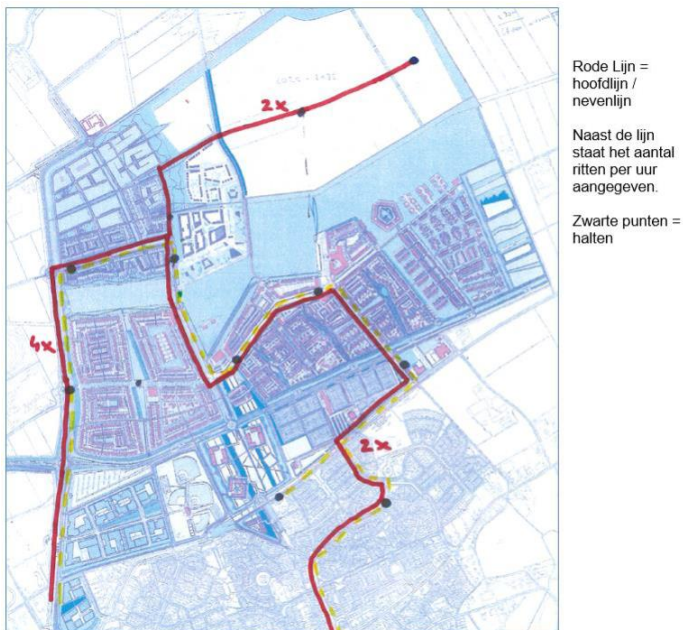 2x
4x
2x
Rode Lijn =
hoofdlijn /
nevenlijn
Naast de lijn
staat het aantal
ritten per uur
aangegeven.
Zwarte punten =
halten